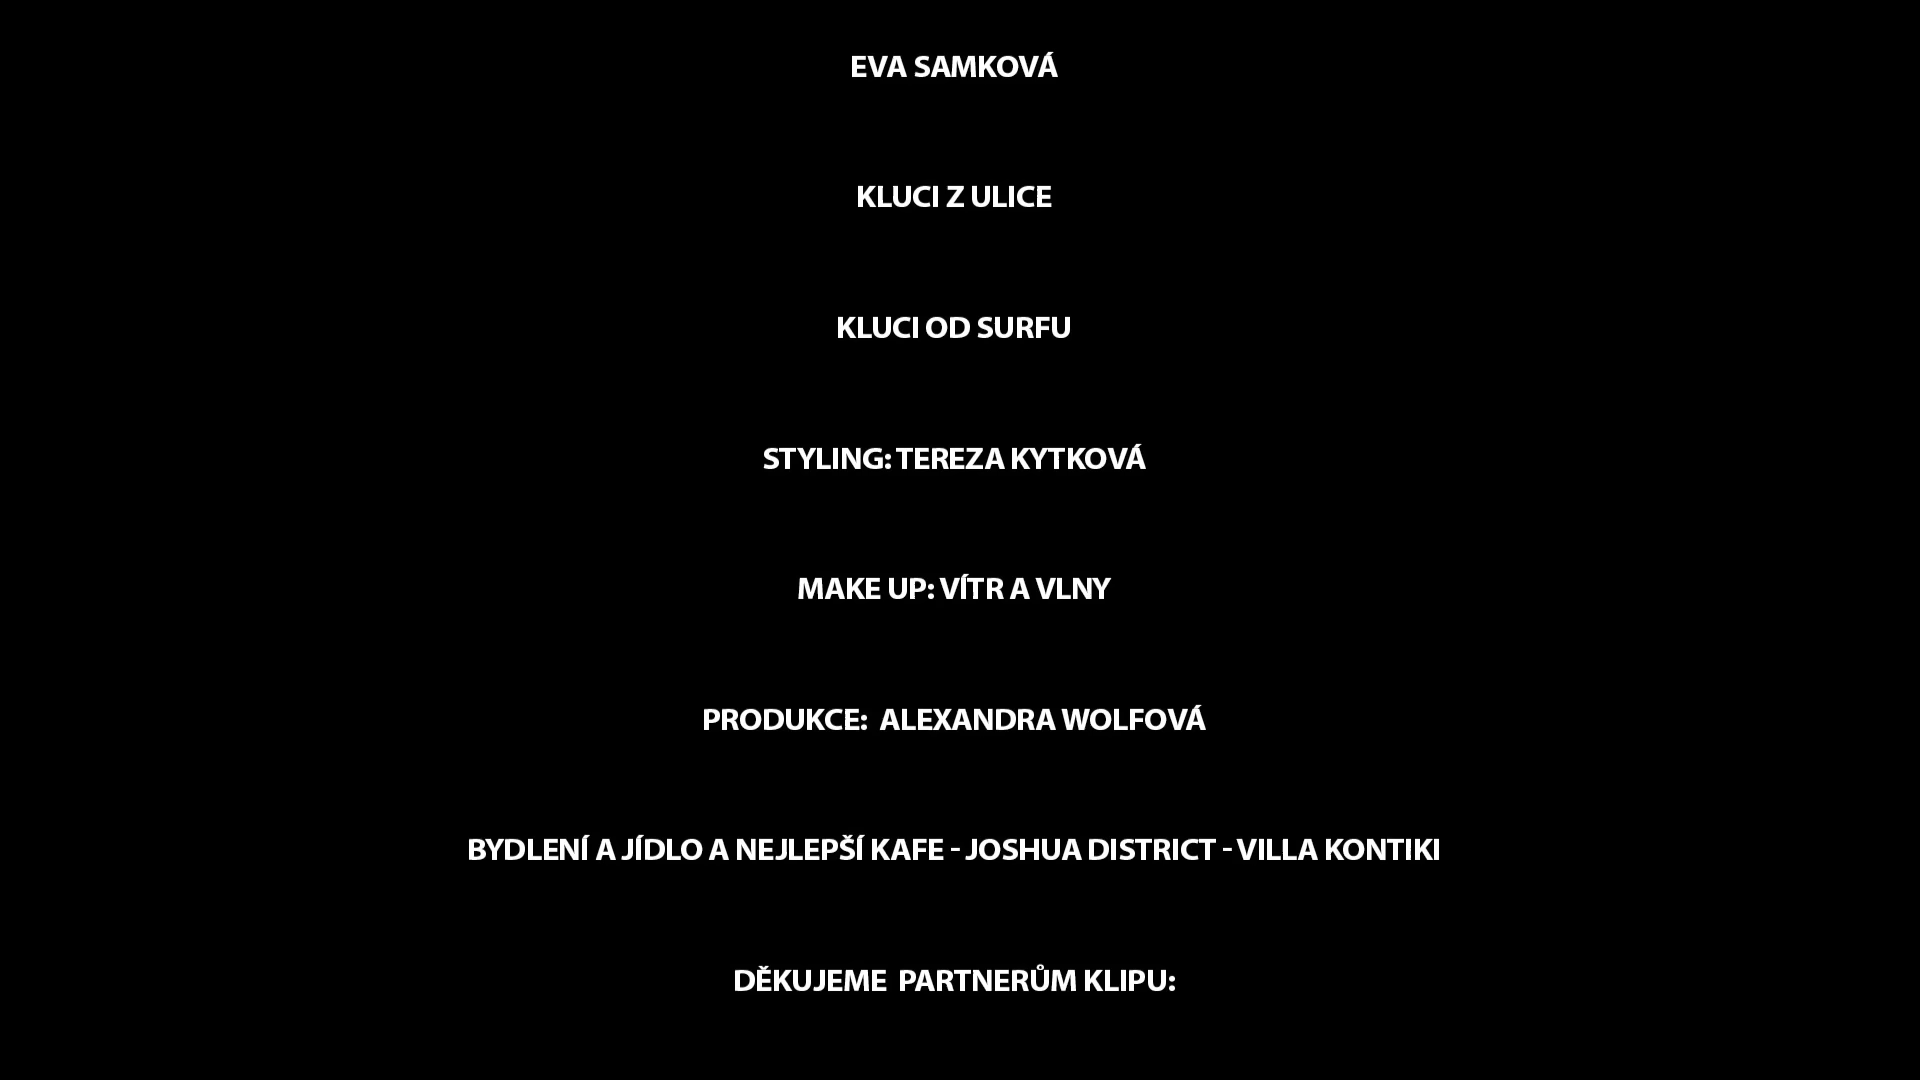 EVA SAMKOVÁ
KLUCI Z ULICE
KLUCI OD SURFU
STYLING: TEREZA KYTKOVÁ
MAKE UP: VÍTR A VLNY
PRODUKCE:  ALEXANDRA WOLFOVÁ
BYDLENÍ A JÍDLO A NEJLEPŠÍ KAFE - JOSHUA DISTRICT - VILLA KONTIKI
DĚKUJEME  PARTNERŮM KLIPU: